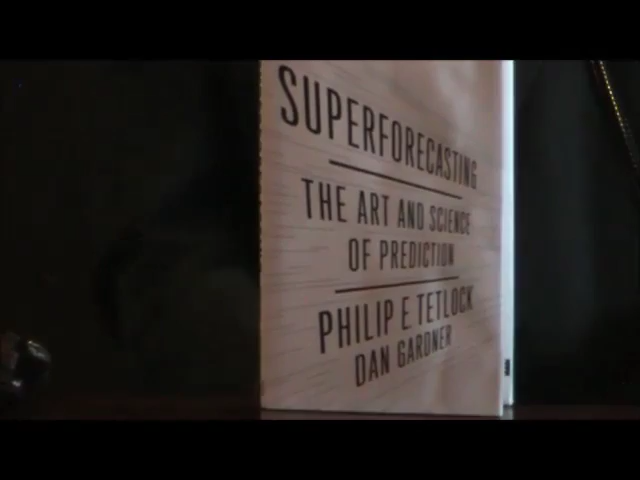 SUPERFORECASTING
THE ART AND SCIENCE
OF PREDICTION
PHILIP E TETLOCK
DAN GARDNER